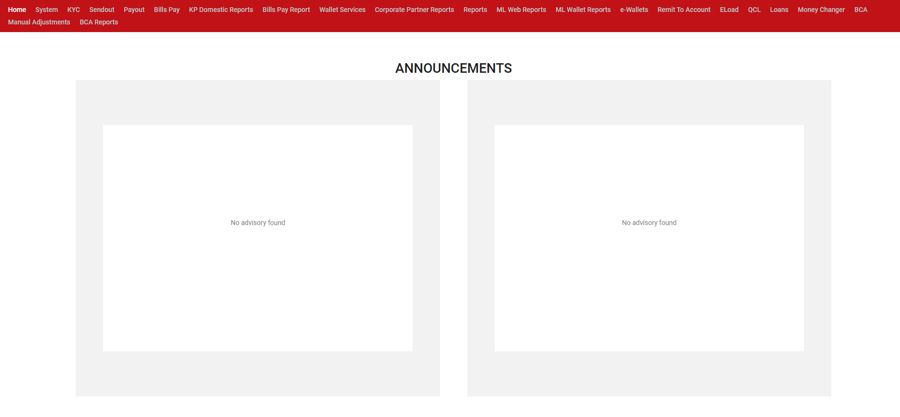 Home System KYC Sendout Payout Bills Pay KP Domestic Reports Bills Pay Report Wallet Services Corporate Partner Reports Reports ML Web Reports ML Wallet Reports e-Wallets Remit To Account ELoad QCL Loans Money Changer BCA
Manual Adjustments BCA Reports
ANNOUNCEMENTS
No advisory found
No advisory found